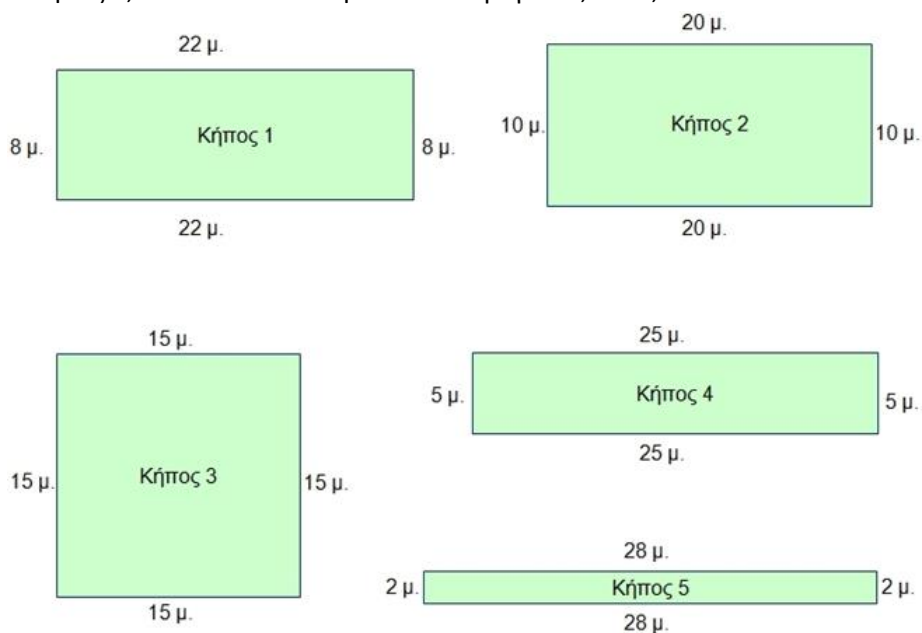 22 μ.
8 μ.
Κήπος 1
8 μ.
22 μ.
20 μ.
10 μ.
Κήπος 2
10 μ.
20 μ.
15 μ.
15 μ.
Κήπος 3
15 μ.
15 μ.
25 μ.
5 μ.
Κήπος 4
5 μ.
25 μ.
28 μ.
2 μ.
Κήπος 5
2 μ.
28 μ.